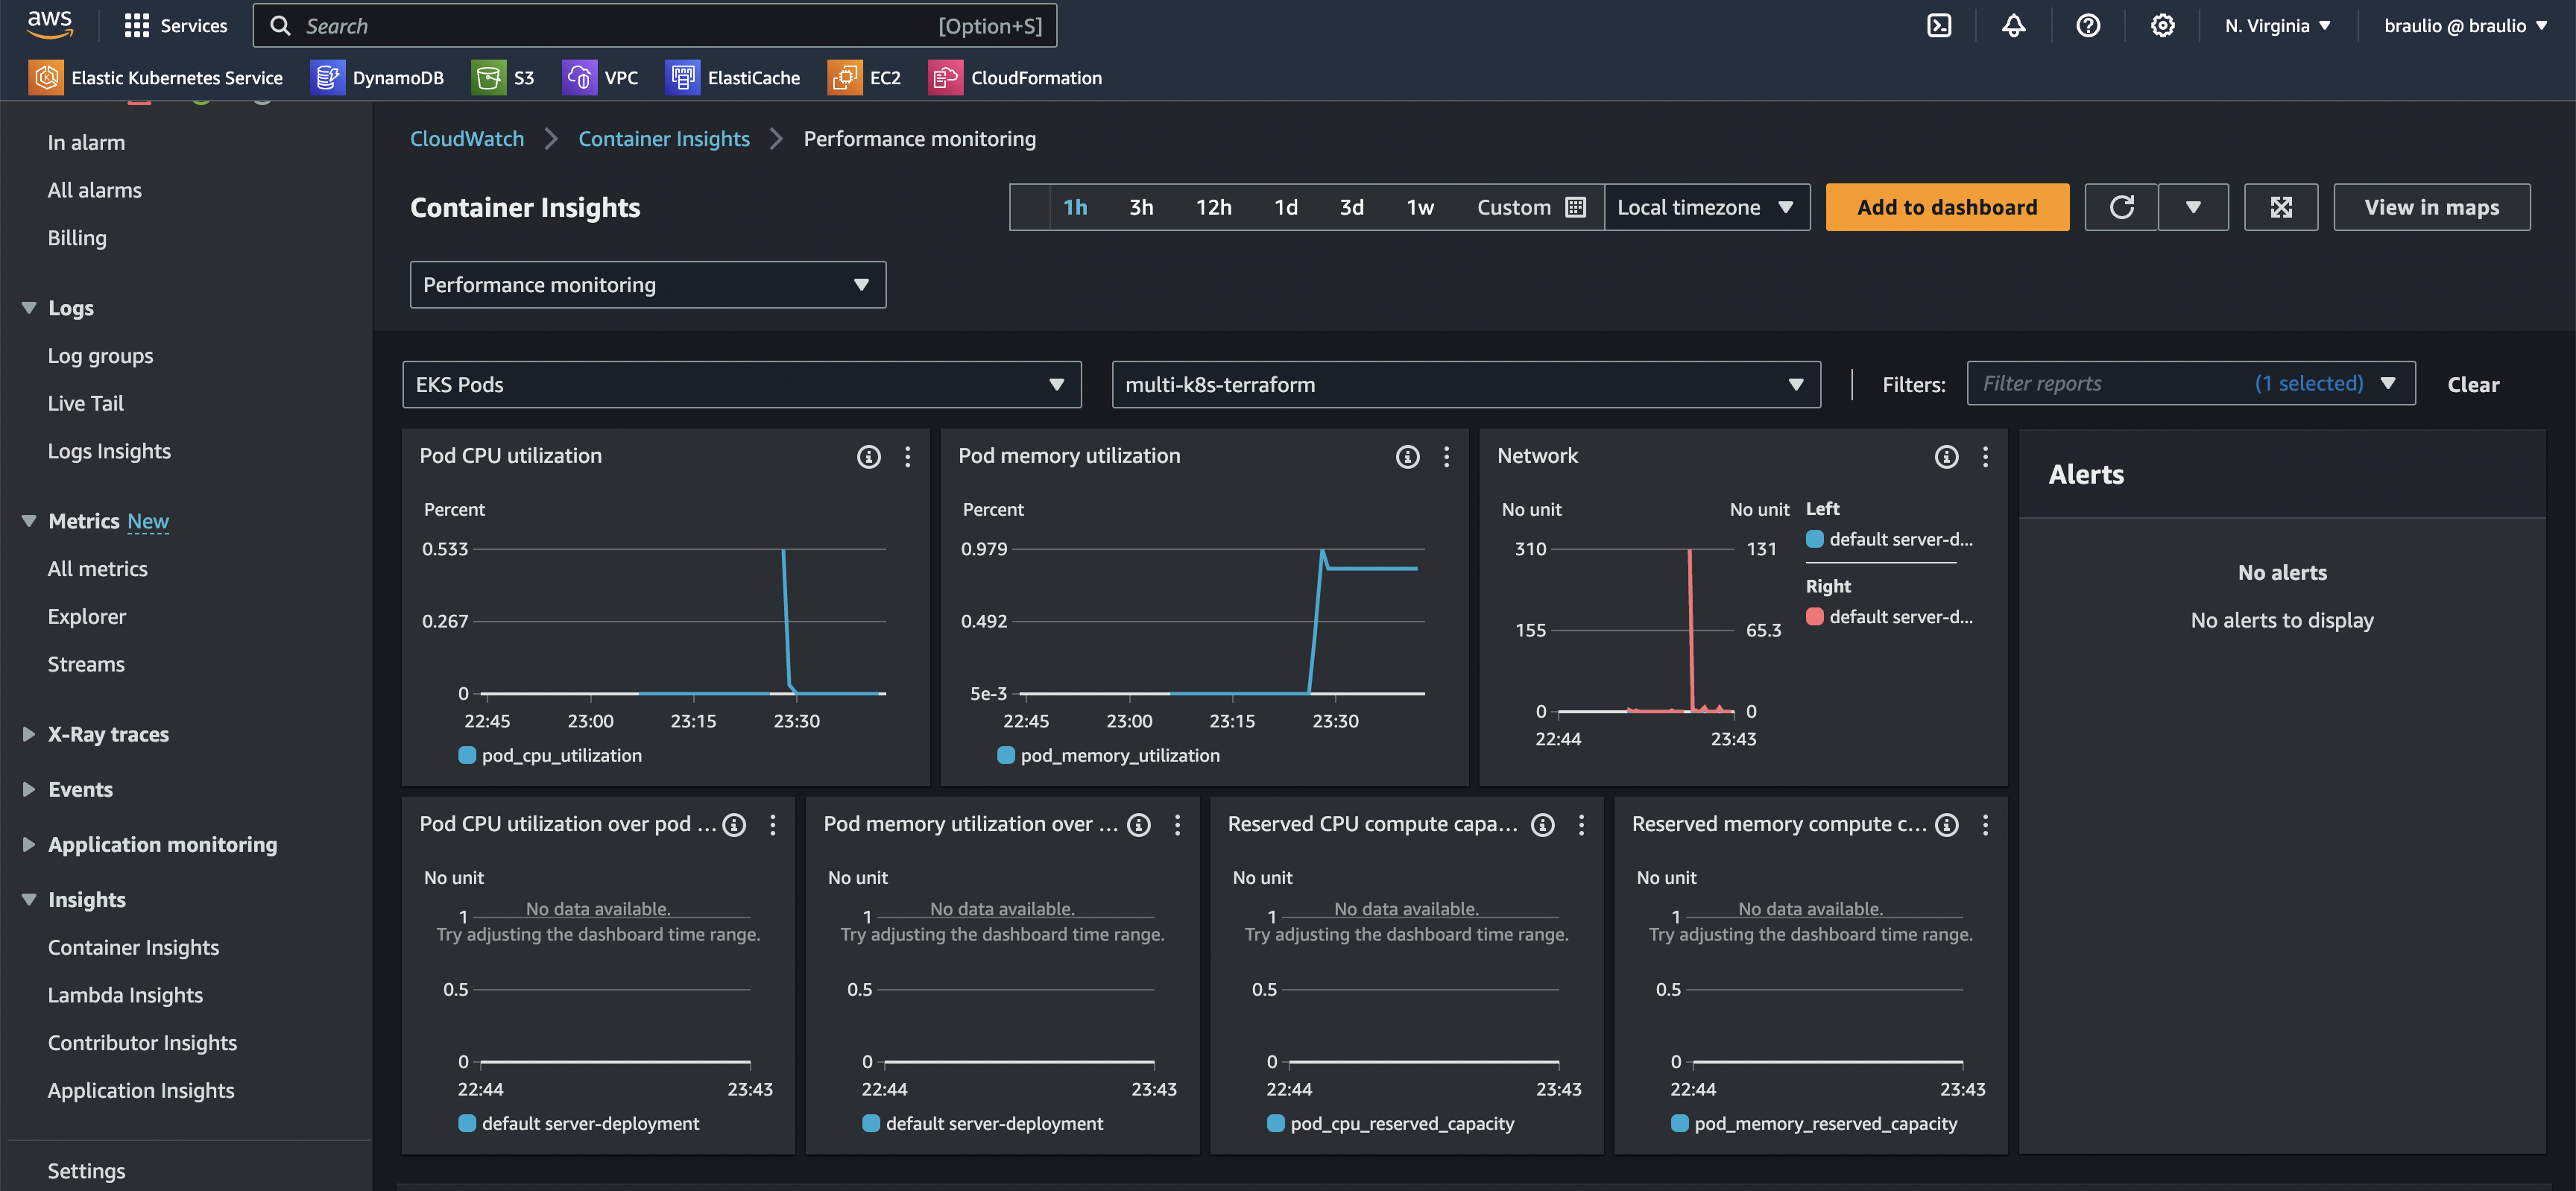 aws
Services
Search
[Option+S]
N. Virginia
braulio @ braulio
Elastic Kubernetes Service
DynamoDB
S3
VPC
ElastiCache
EC2
CloudFormation
In alarm
All alarms
Billing
Logs
Log groups
Live Tail
Logs Insights
Metrics New
All metrics
Explorer
Streams
X-Ray traces
Events
Application monitoring
Insights
Container Insights
Lambda Insights
Contributor Insights
Application Insights
Settings
CloudWatch
Container Insights
Performance monitoring
Container Insights
1h
3h
12h
1d
3d
1w
Custom
Local timezone
Add to dashboard
View in maps
Performance monitoring
EKS Pods
multi-k8s-terraform
Filters:
Filter reports
(1 selected)
Clear
Pod CPU utilization
Percent
0.533
0.267
0
22:45
23:00
23:15
23:30
pod_cpu_utilization
Pod memory utilization
Percent
0.979
0.492
5e-3
22:45
23:00
23:15
23:30
pod_memory_utilization
Network
No unit
No unit
310
155
0
131
65.3
0
22:44
23:43
Left
default server-d...
Right
default server-d...
Alerts
No alerts
No alerts to display
Pod CPU utilization over pod ...
No unit
No data available.
Try adjusting the dashboard time range.
1
0.5
0
22:44
23:43
default server-deployment
Pod memory utilization over ...
No unit
No data available.
Try adjusting the dashboard time range.
1
0.5
0
22:44
23:43
default server-deployment
Reserved CPU compute capa...
No unit
No data available.
Try adjusting the dashboard time range.
1
0.5
0
22:44
23:43
pod_cpu_reserved_capacity
Reserved memory compute c...
No unit
No data available.
Try adjusting the dashboard time range.
1
0.5
0
22:44
23:43
pod_memory_reserved_capacity